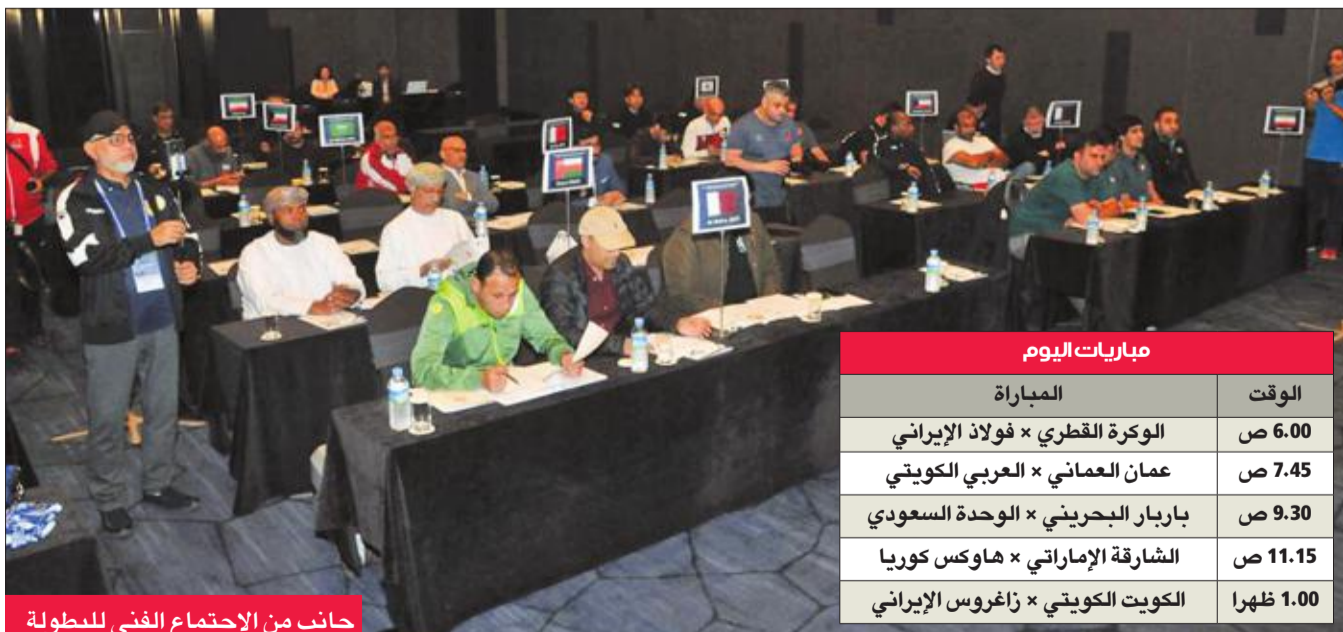 مباريات اليوم
الوقت المباراة
6.00 ص الوكرة القطري × فولاذ الإيراني
7.45 ص عمان العماني × العربي الكويتي
9.30 ص باربار البحريني × الوحدة السعودي
11.15 ص الشارقة الإماراتي × هاوكس كوريا
1.00 ظهرا الكويت الكويتي × زاغروس الإيراني
جانب من الاجتماع الفني للبطولة